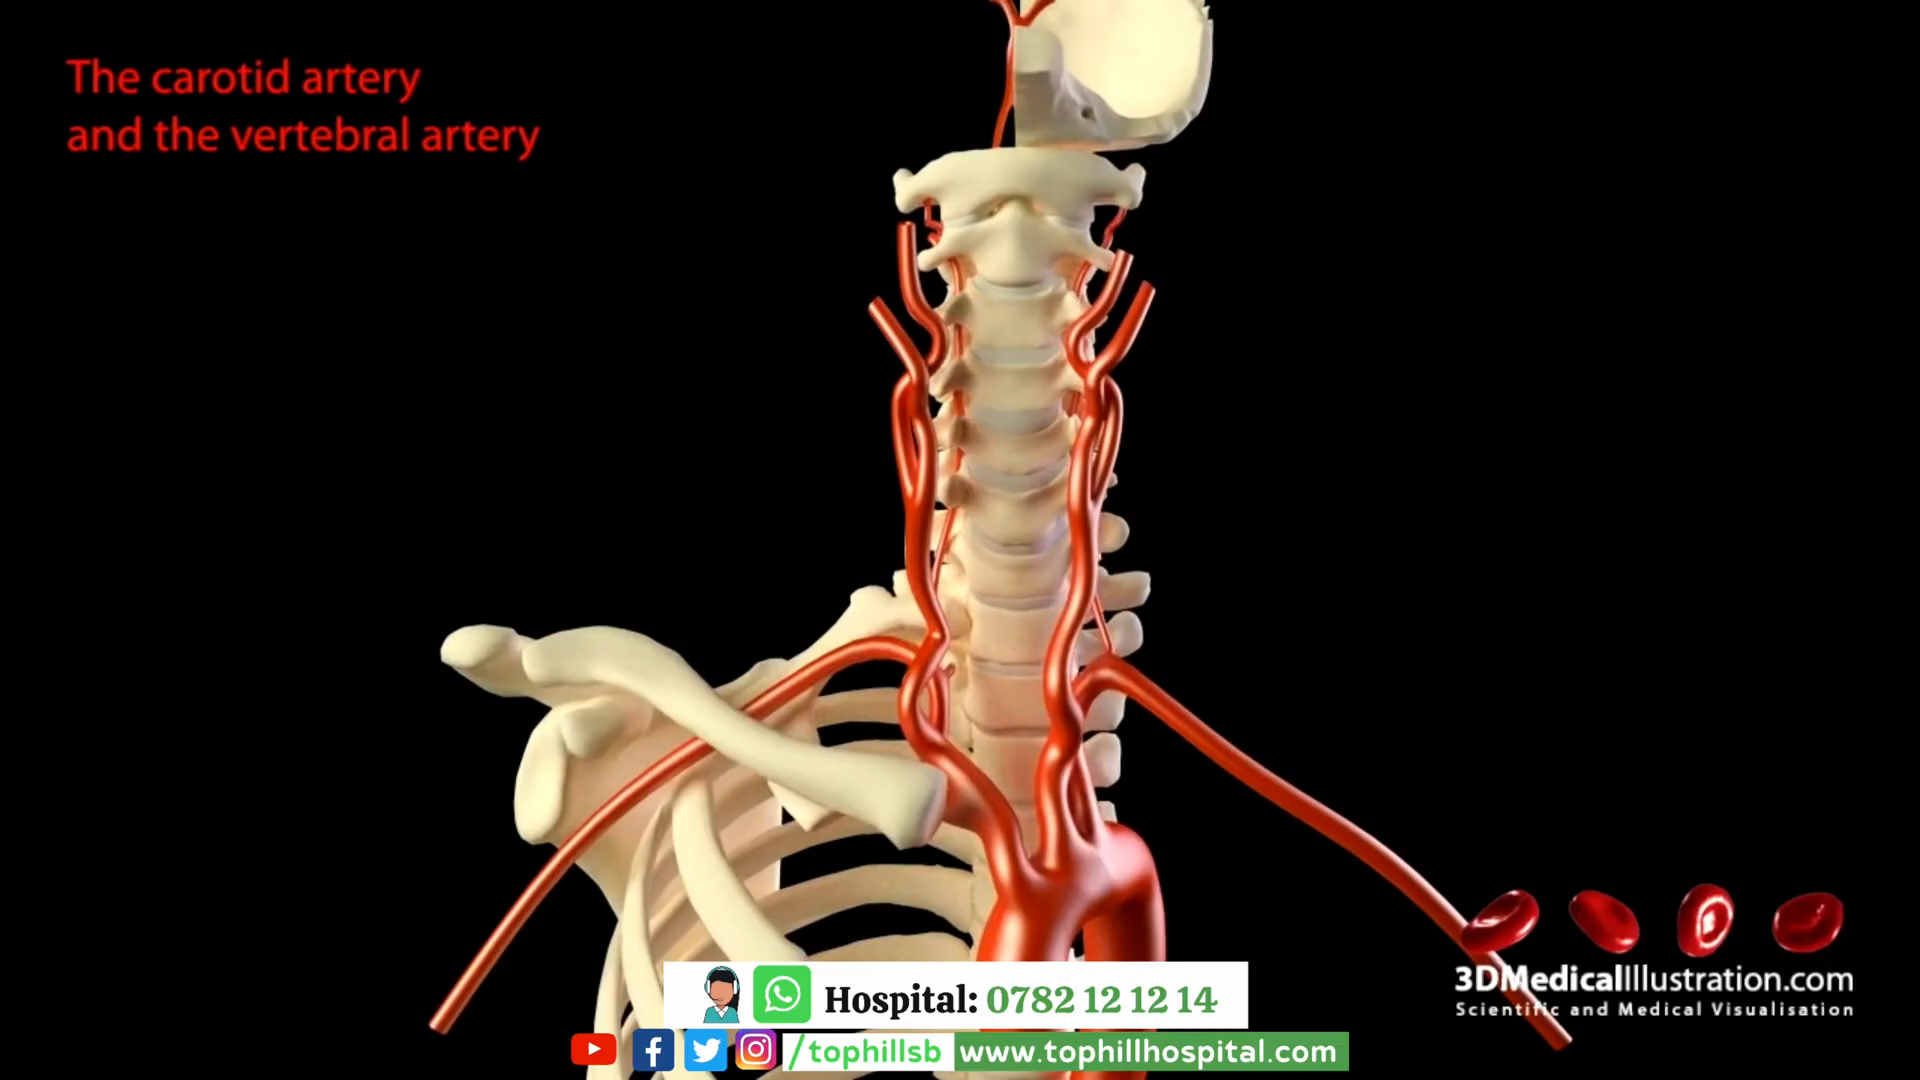 The carotid artery
and the vertebral artery
3DMedicalIllustration.com
Scientific and Medical Visualisation
Hospital: 0782 12 12 14
/tophillsb www.tophillhospital.com